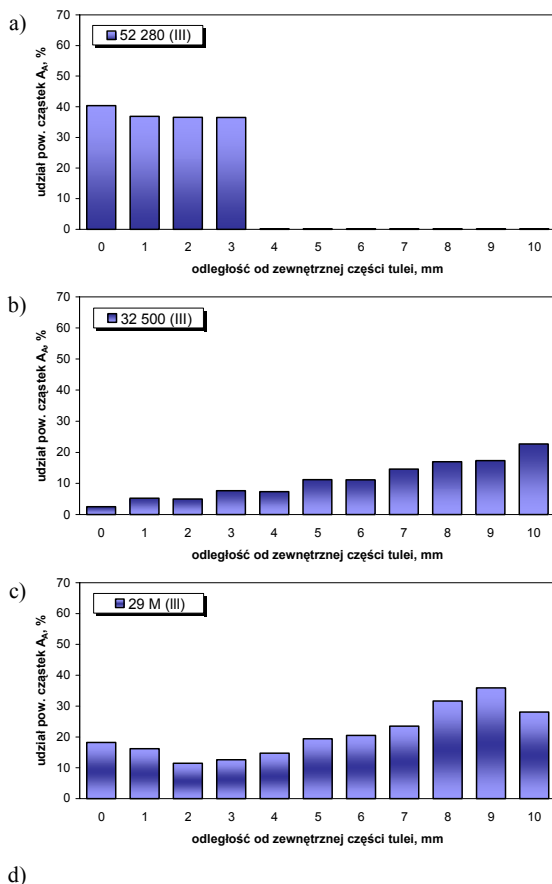 a)
70
60
50
40
30
20
10
0
52 280 (III)
udział pow. cząstek A_A, %
0 1 2 3 4 5 6 7 8 9 10
odległość od zewnętrznej części tulei, mm
b)
70
60
50
40
30
20
10
0
32 500 (III)
udział pow. cząstek A_A, %
0 1 2 3 4 5 6 7 8 9 10
odległość od zewnętrznej części tulei, mm
c)
70
60
50
40
30
20
10
0
29 M (III)
udział pow. cząstek A_A, %
0 1 2 3 4 5 6 7 8 9 10
odległość od zewnętrznej części tulei, mm
d)